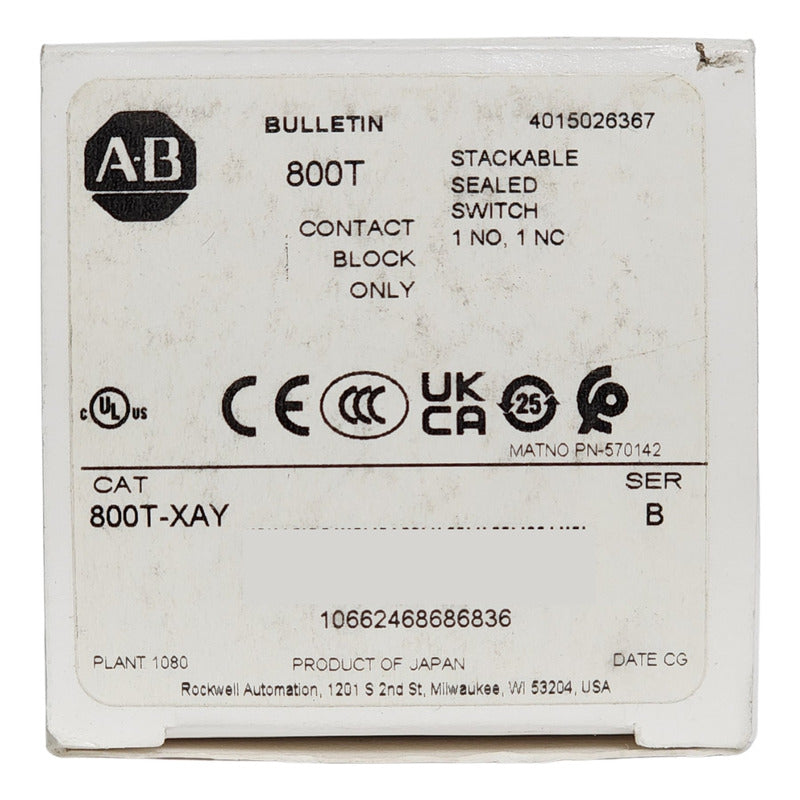 A-B
BULLETIN
800T
CONTACT
BLOCK
ONLY
4015026367
STACKABLE
SEALED
SWITCH
1 NO, 1 NC
c UL US
CE
CCC
UK
CA
25
MATNO PN-570142
CAT
800T-XAY
SER
B
10662468686836
PLANT 1080
PRODUCT OF JAPAN
DATE CG
Rockwell Automation, 1201 S 2nd St, Milwaukee, WI 53204, USA